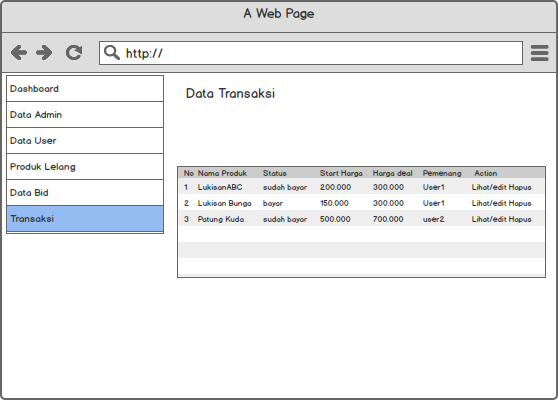 A Web Page
http://
Dashboard
Data Admin
Data User
Produk Lelang
Data Bid
Transaksi
Data Transaksi
No Nama Produk Status Start Harga Harga deal Pemenang Action
1 LukisanABC sudah bayar 200.000 300.000 User1 Lihat/edit Hapus
2 Lukisan Bunga bayar 150.000 300.000 User1 Lihat/edit Hapus
3 Patung Kuda sudah bayar 500.000 700.000 user2 Lihat/edit Hapus